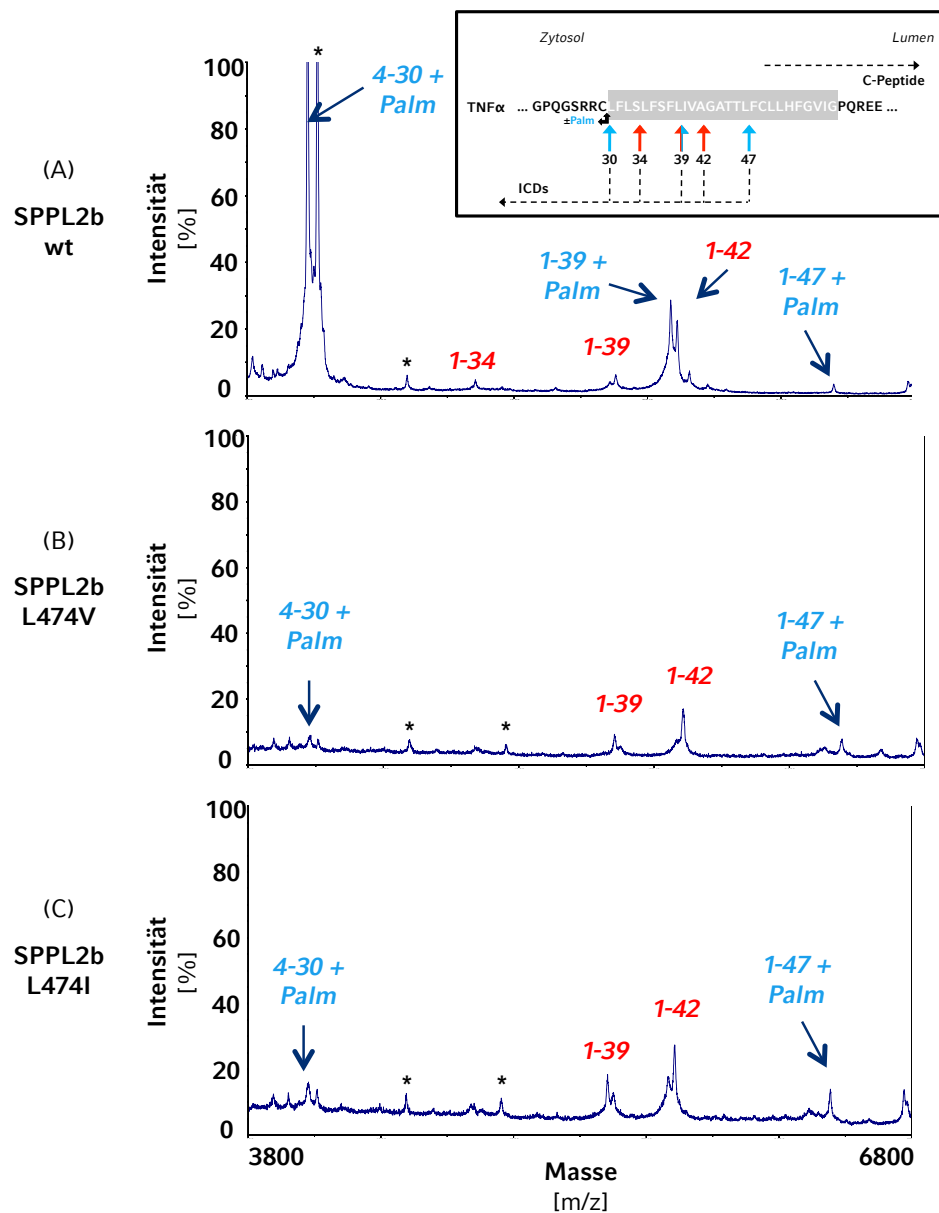 Zytosol Lumen
C-Peptide
TNFα ... GPQGSRRCLFLSLFSFLIVAGATTLFCLLHFGVIGPQREE ...
±Palm
30 34 39 42 47
ICDs
(A)
SPPL2b
wt
Intensität
[%]
100
80
60
40
20
0
*
4-30 +
Palm
*
1-34
1-39
1-39 +
Palm
1-42
1-47 +
Palm
(B)
SPPL2b
L474V
Intensität
[%]
100
80
60
40
20
0
4-30 +
Palm
*
*
1-39
1-42
1-47 +
Palm
(C)
SPPL2b
L474I
Intensität
[%]
100
80
60
40
20
0
4-30 +
Palm
*
*
1-39
1-42
1-47 +
Palm
3800 6800
Masse
[m/z]